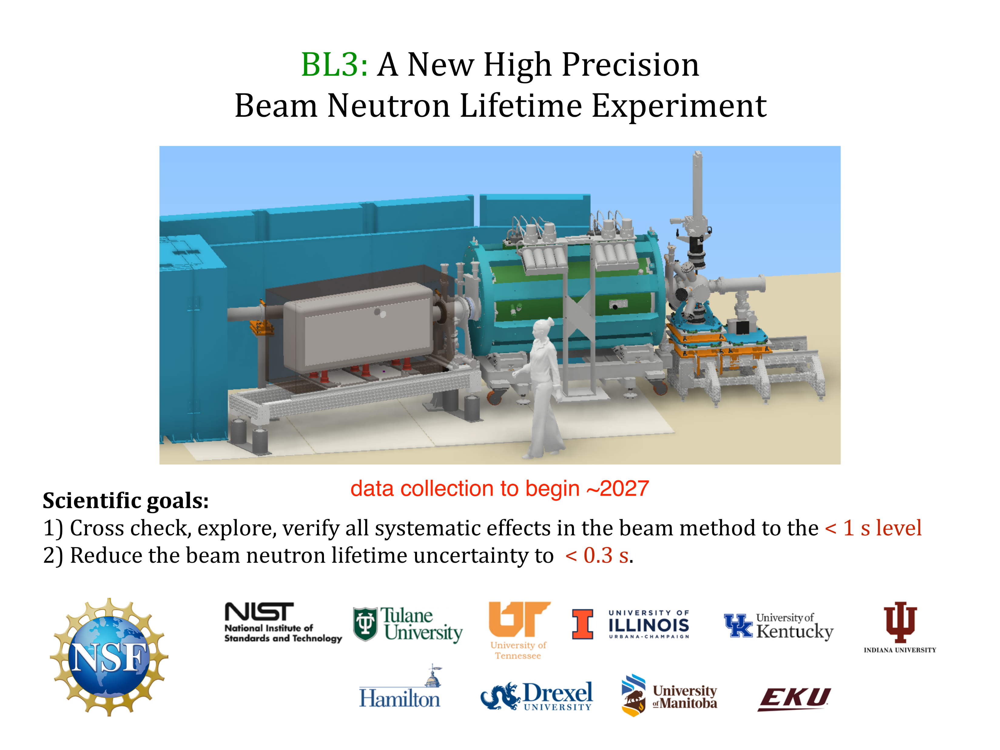 BL3: A New High Precision
Beam Neutron Lifetime Experiment
data collection to begin ~2027
Scientific goals:
1) Cross check, explore, verify all systematic effects in the beam method to the < 1 s level
2) Reduce the beam neutron lifetime uncertainty to < 0.3 s.
NSF
NIST
National Institute of
Standards and Technology
Tulane
University
UT
University of
Tennessee
I
UNIVERSITY OF
ILLINOIS
URBANA-CHAMPAIGN
UK
University of
Kentucky
INDIANA UNIVERSITY
Hamilton
Drexel
UNIVERSITY
University
of Manitoba
EKU